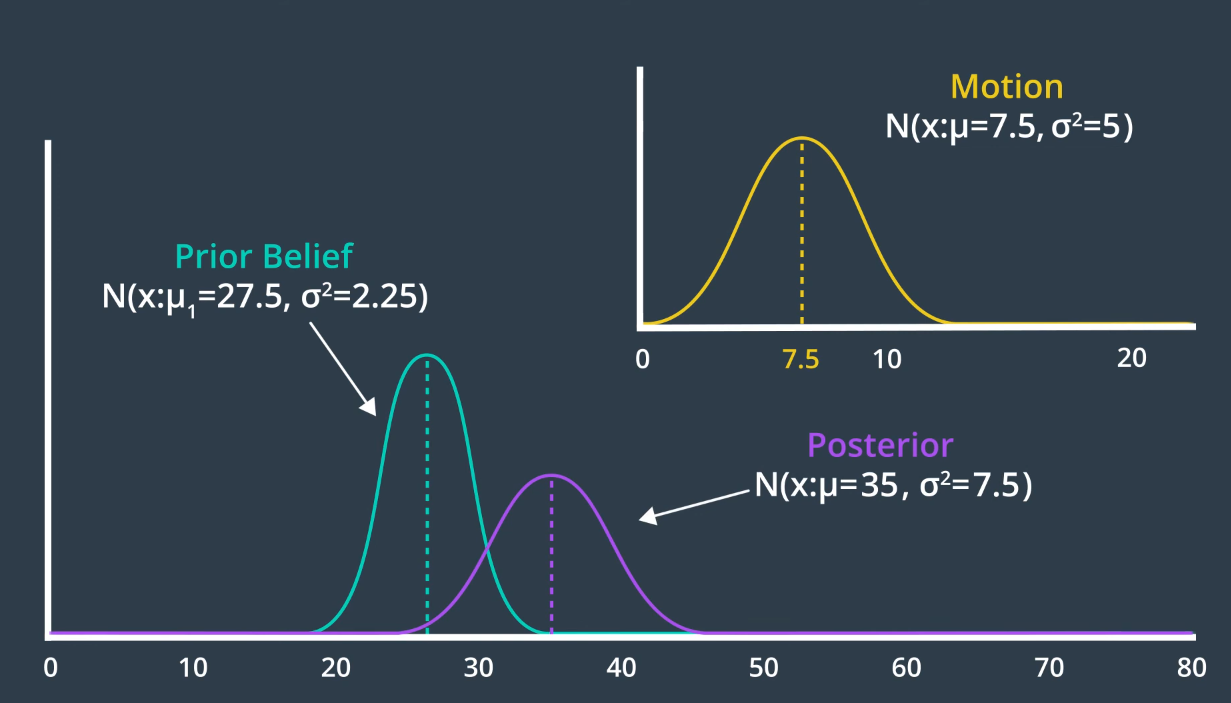 Motion
N(x:μ=7.5, σ²=5)
Prior Belief
N(x:μ₁=27.5, σ²=2.25)
0 7.5 10 20
Posterior
N(x:μ=35, σ²=7.5)
0 10 20 30 40 50 60 70 80